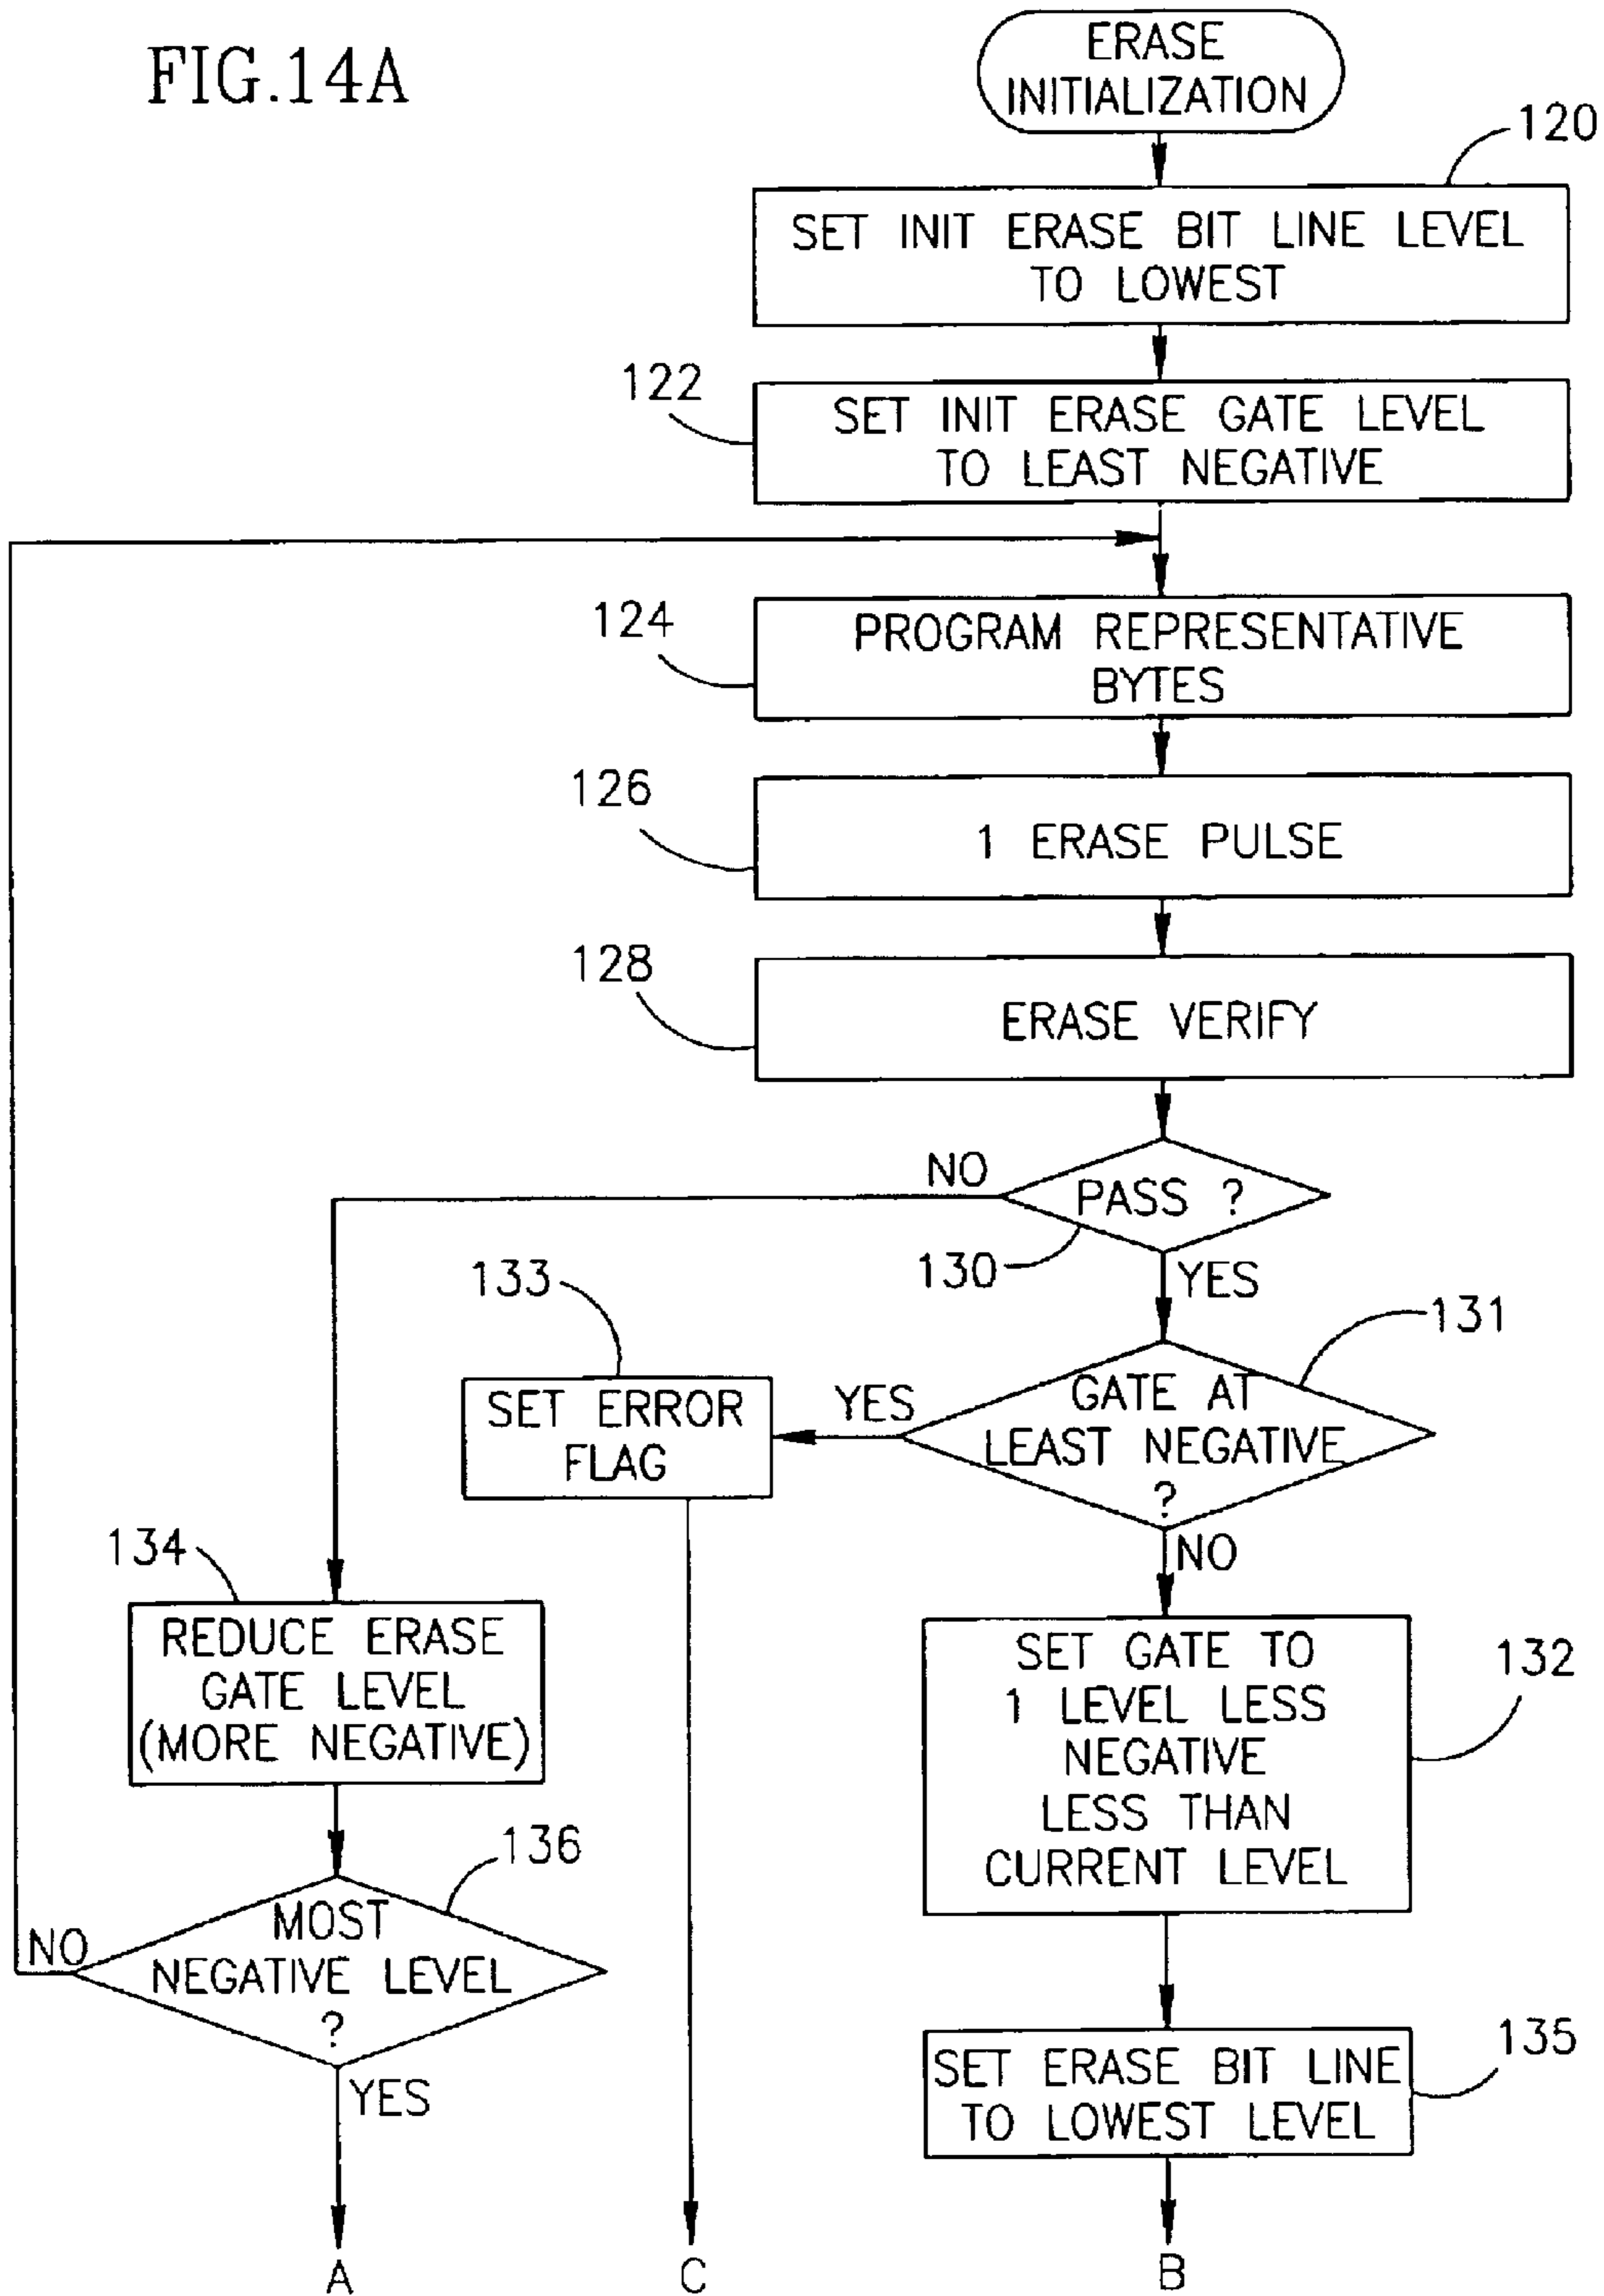 FIG.14A
ERASE
INITIALIZATION
120
SET INIT ERASE BIT LINE LEVEL
TO LOWEST
122
SET INIT ERASE GATE LEVEL
TO LEAST NEGATIVE
124
PROGRAM REPRESENTATIVE
BYTES
126
1 ERASE PULSE
128
ERASE VERIFY
NO
PASS ?
130
YES
133
131
SET ERROR
FLAG
YES
GATE AT
LEAST NEGATIVE
?
NO
134
REDUCE ERASE
GATE LEVEL
(MORE NEGATIVE)
SET GATE TO
1 LEVEL LESS
NEGATIVE
LESS THAN
CURRENT LEVEL
132
136
MOST
NEGATIVE LEVEL
?
NO
YES
135
SET ERASE BIT LINE
TO LOWEST LEVEL
A
C
B